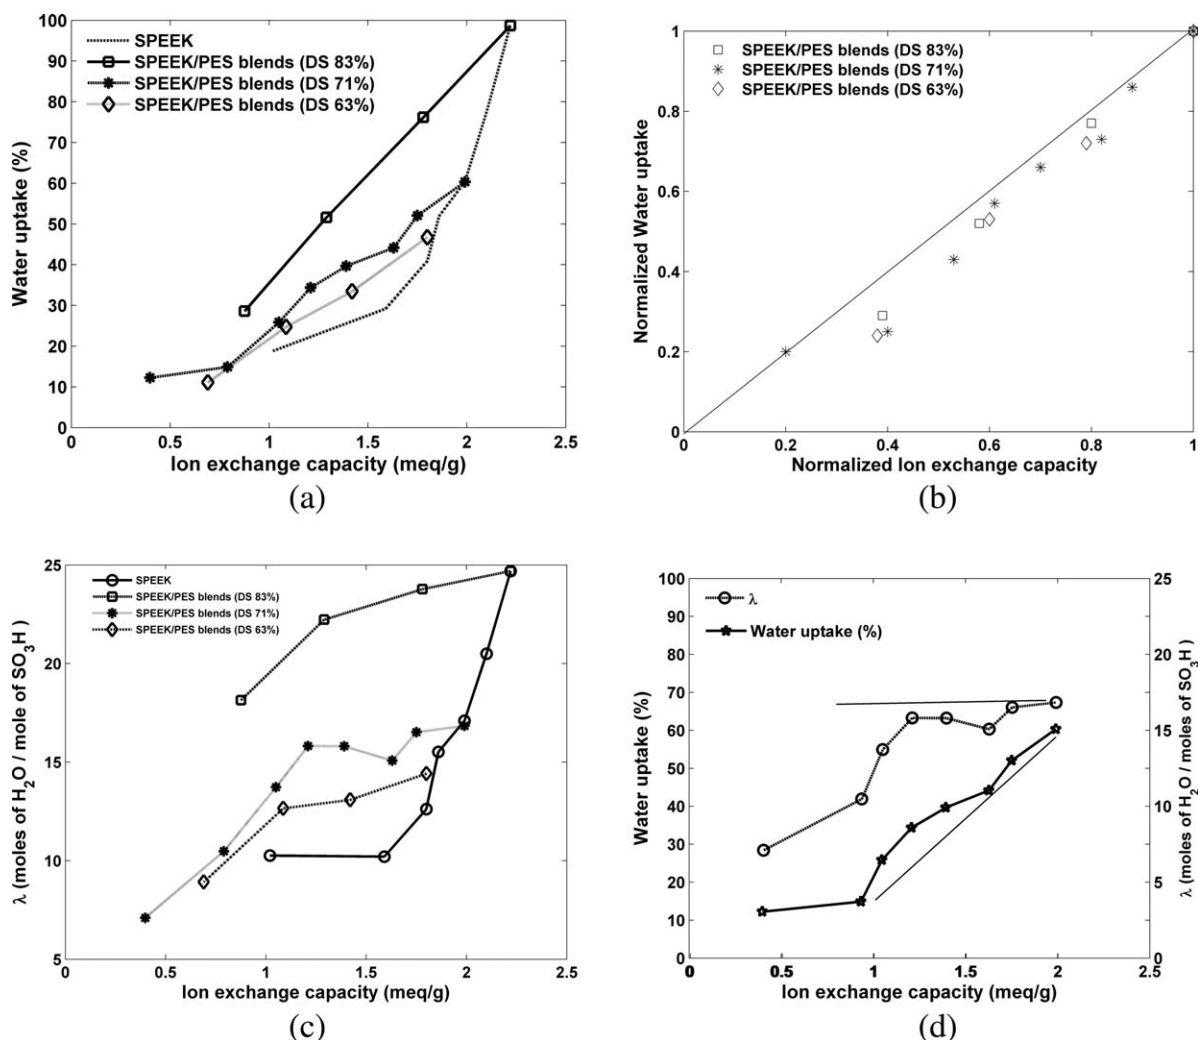 100
90
80
70
60
50
40
30
20
10
0
Water uptake (%)
SPEEK
SPEEK/PES blends (DS 83%)
SPEEK/PES blends (DS 71%)
SPEEK/PES blends (DS 63%)
0 0.5 1 1.5 2 2.5
Ion exchange capacity (meq/g)
(a)
1
0.8
0.6
0.4
0.2
Normalized Water uptake
SPEEK/PES blends (DS 83%)
SPEEK/PES blends (DS 71%)
SPEEK/PES blends (DS 63%)
0 0.2 0.4 0.6 0.8 1
Normalized Ion exchange capacity
(b)
25
20
15
10
5
λ (moles of H2O / mole of SO3H )
SPEEK
SPEEK/PES blends (DS 83%)
SPEEK/PES blends (DS 71%)
SPEEK/PES blends (DS 63%)
0 0.5 1 1.5 2 2.5
Ion exchange capacity (meq/g)
(c)
100
90
80
70
60
50
40
30
20
10
0
Water uptake (%)
λ
Water uptake (%)
25
20
15
10
5
0
λ (moles of H2O / moles of SO3H )
0 0.5 1 1.5 2 2.5
Ion exchange capacity (meq/g)
(d)